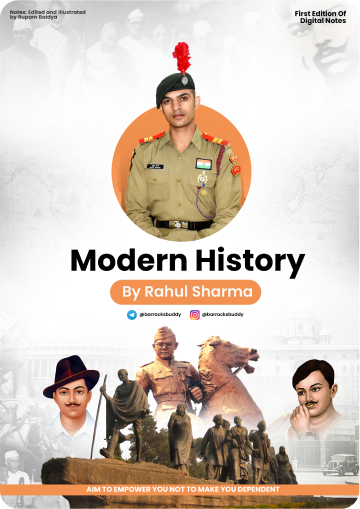 Notes: Edited and Illustrated
by Rupam Baidya
First Edition Of
Digital Notes
Modern History
By Rahul Sharma
@barracksbuddy
@barracksbuddy
AIM TO EMPOWER YOU NOT TO MAKE YOU DEPENDENT